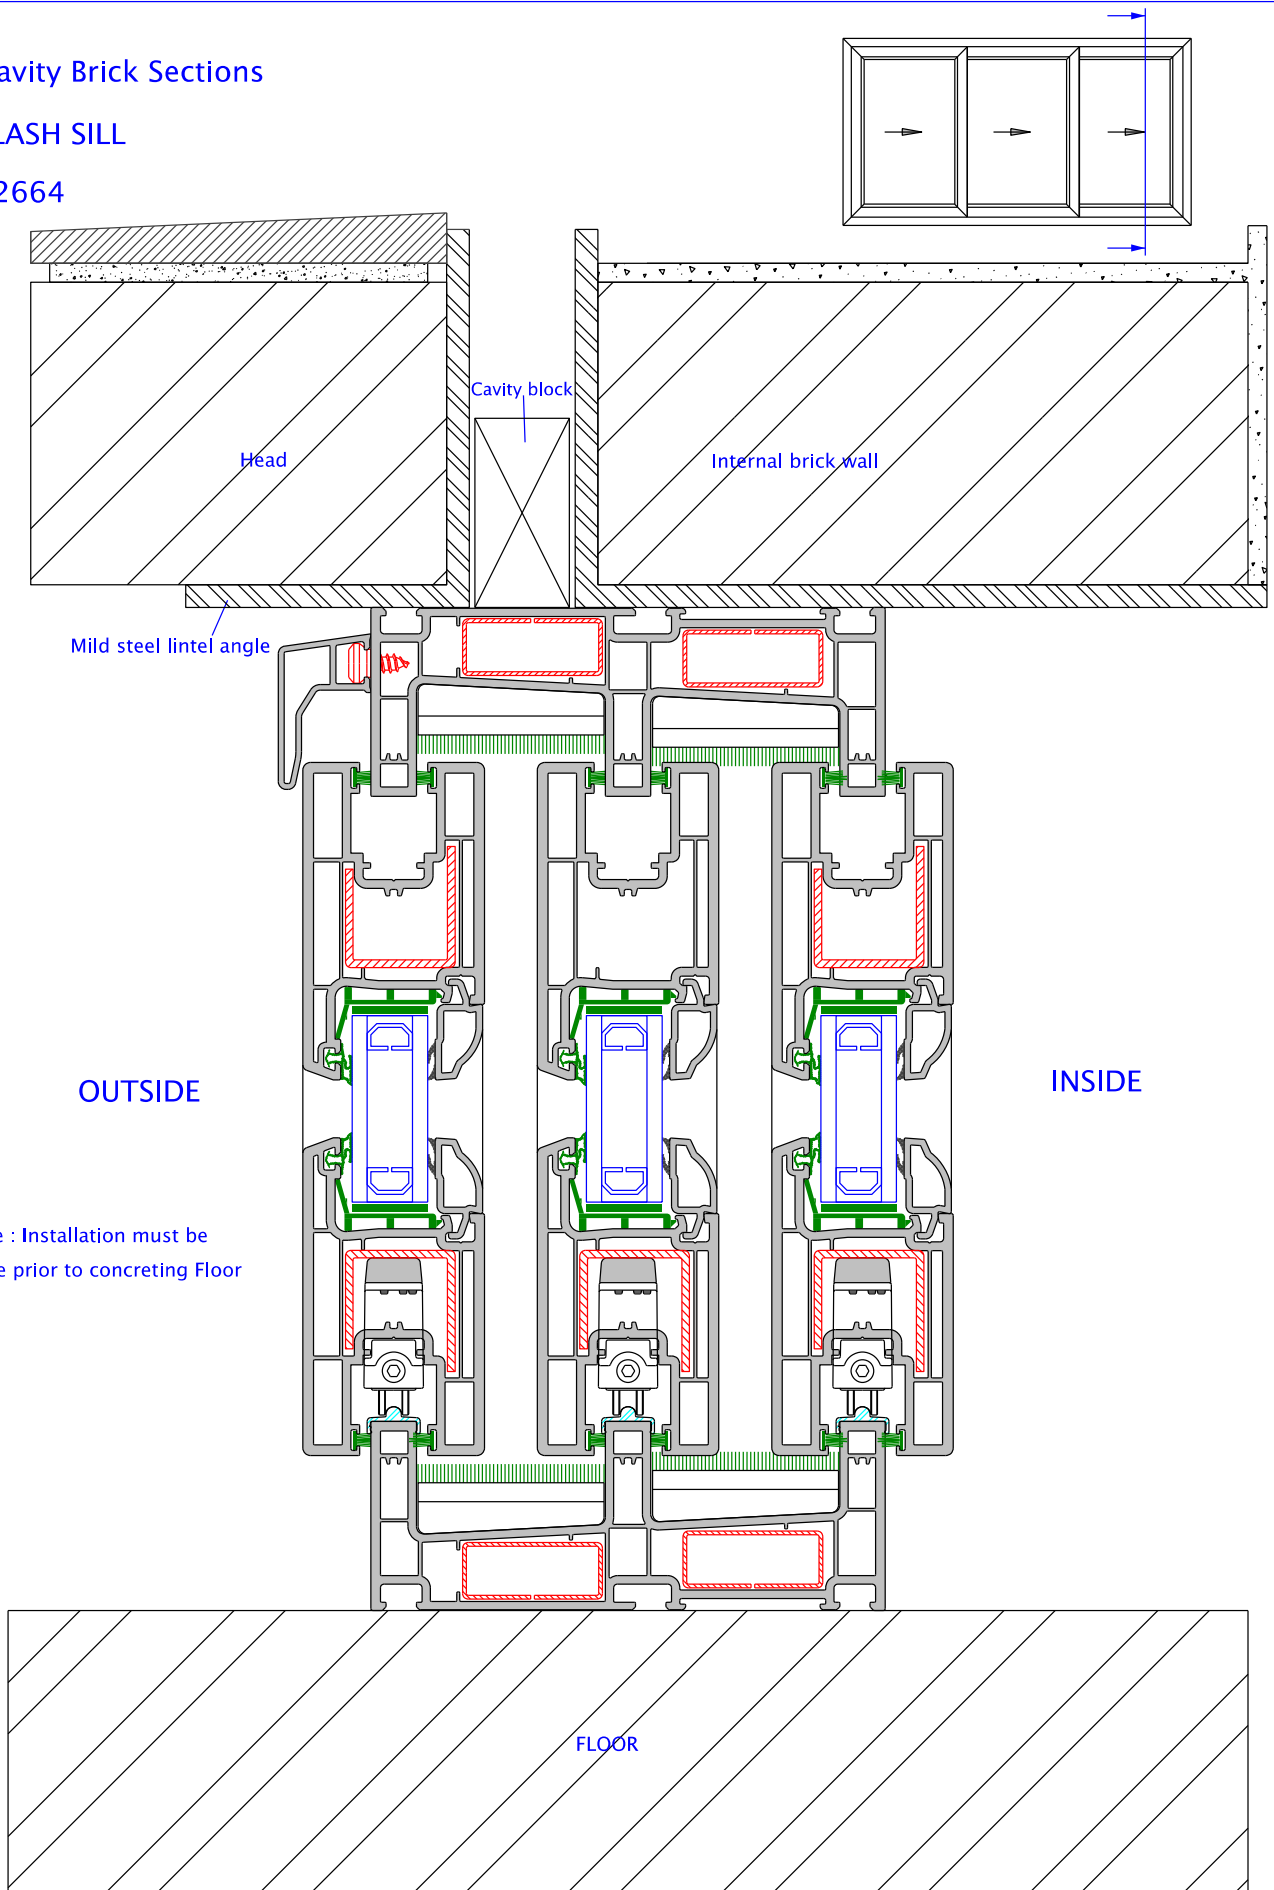 avity Brick Sections
LASH SILL
2664
Cavity block
Head
Internal brick wall
Mild steel lintel angle
OUTSIDE
INSIDE
e : Installation must be
e prior to concreting Floor
FLOOR